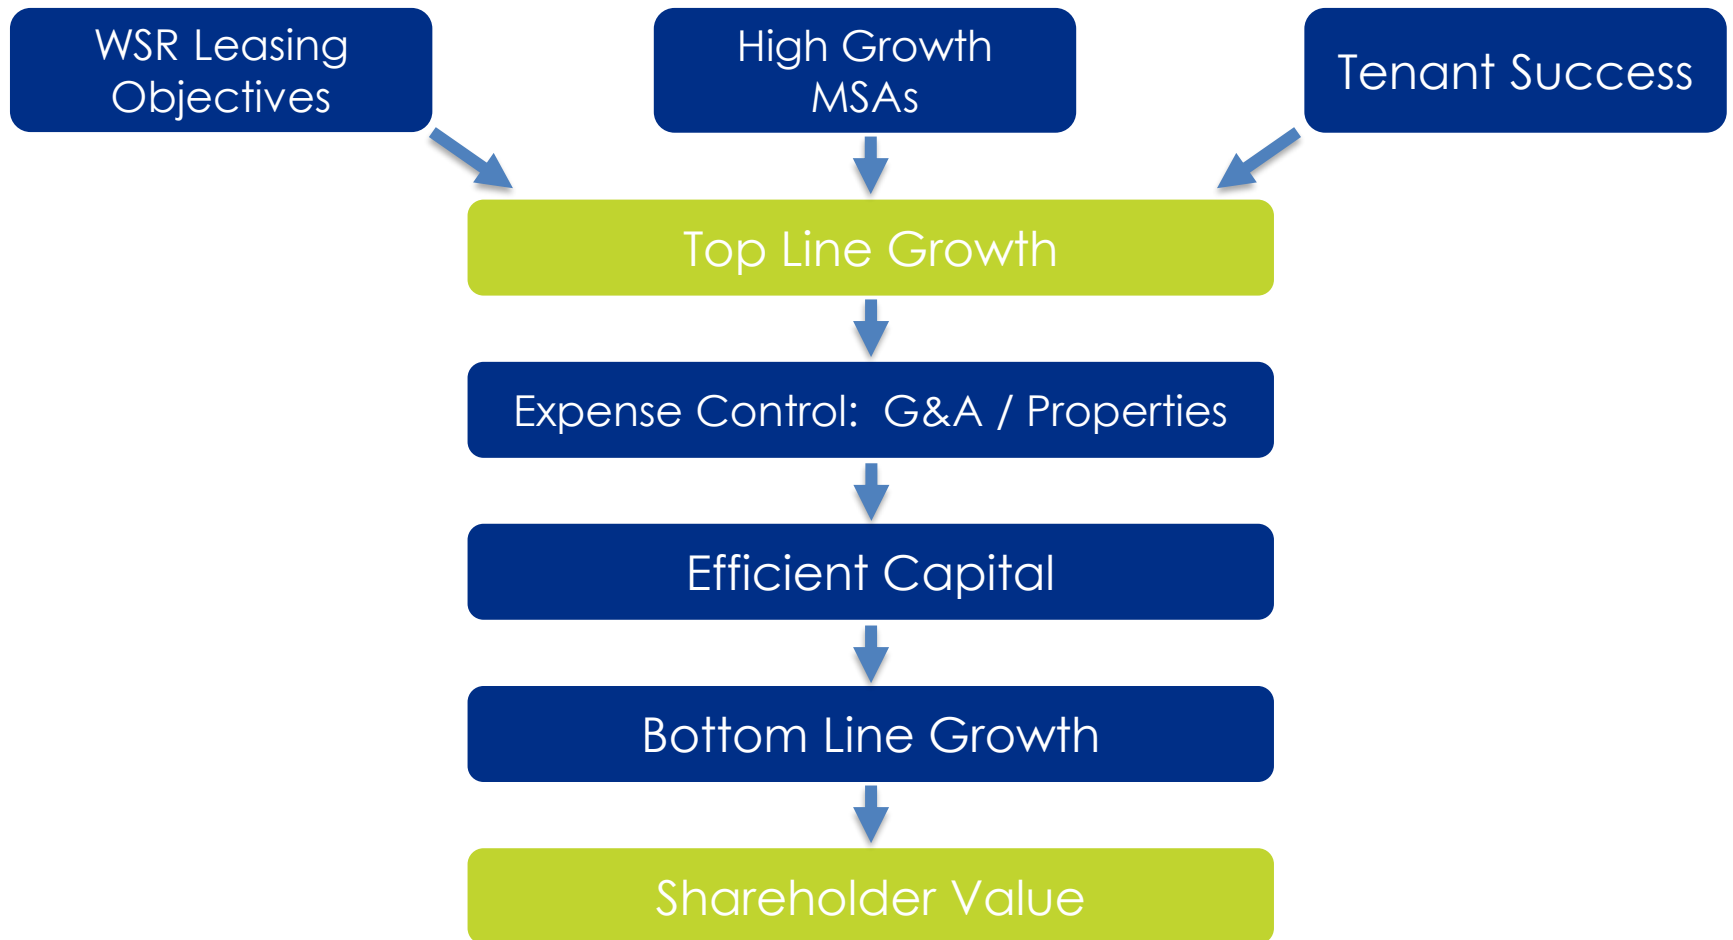 WSR Leasing
Objectives
High Growth
MSAs
Tenant Success
Top Line Growth
Expense Control:  G&A / Properties
Efficient Capital
Bottom Line Growth
Shareholder Value